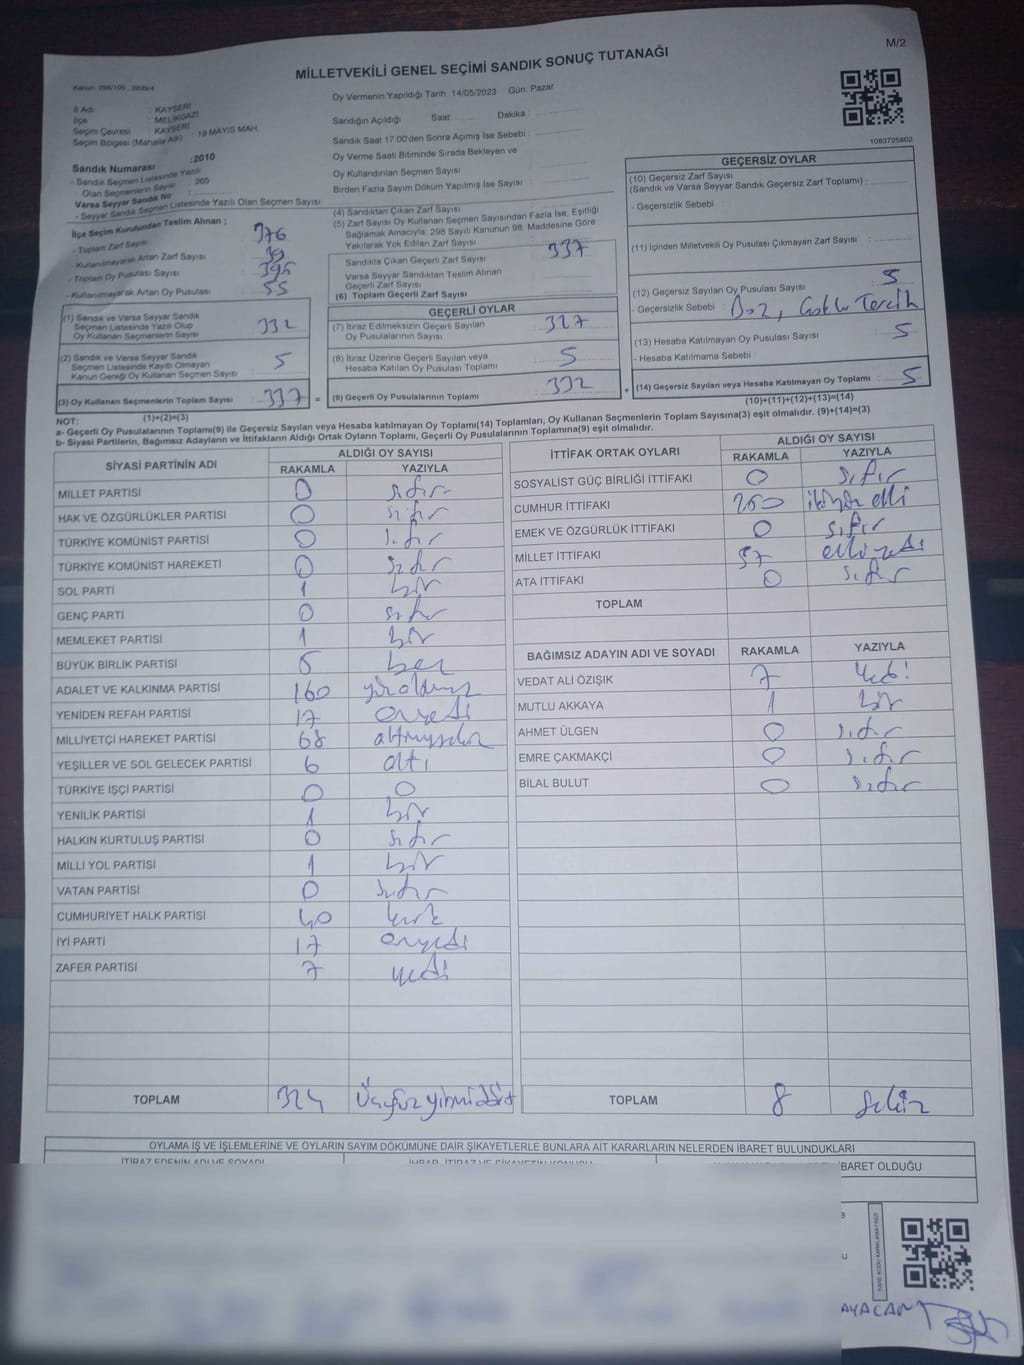 M/2
MİLLETVEKİLİ GENEL SEÇİMİ SANDIK SONUÇ TUTANAĞI
İl Adı : KAYSERİ
İlçe : MELİKGAZİ
Seçim Çevresi : KAYSERİ
Seçim Bölgesi (Mahalle Adı) : 19 MAYIS MAH.
Sandık Numarası : 2010
- Sandık Seçmen Listesinde Yazılı
Olan Seçmenlerin Sayısı : 365
Varsa Seyyar Sandık No
- Seyyar Sandık Seçmen Listesinde Yazılı Olan Seçmen Sayısı
Oy Vermenin Yapıldığı Tarih :14/05/2023 Gün: Pazar
Sandığın Açıldığı Saat: Dakika :
Sandık Saat 17.00'den Sonra Açımış İse Sebebi :
Oy Verme Saati Bitiminde Sırada Bekleyen ve
Oy Kullandırılan Seçmen Sayısı
Birden Fazla Sayım Döküm Yapılmış İse Sayısı
1083725802
İlçe Seçim Kurulundan Teslim Alınan ;
- Toplam Zarf Sayısı 376
- Kullanılmayarak Artan Zarf Sayısı 39
- Toplam Oy Pusulası Sayısı
- Kullanılmayarak Artan Oy Pusulası 55
(1) Sandık ve Varsa Seyyar Sandık
Seçmen Listesinde Yazılı Olup
Oy Kullanan Seçmenlerin Sayısı 332
(2) Sandık ve Varsa Seyyar Sandık
Seçmen Listesinde Kayıtlı Olmayan
Kanun Gereği Oy Kullanan Seçmen Sayısı 5
(3) Oy Kullanan Seçmenlerin Toplam Sayısı : 337 =
(4) Sandıktan Çıkan Zarf Sayısı
(5) Zarf Sayısı Oy Kullanan Seçmen Sayısından Fazla İse, Eşitliği
Sağlamak Amacıyla; 298 Sayılı Kanunun 98. Maddesine Göre
Yakılarak Yok Edilen Zarf Sayısı
Sandıkta Çıkan Geçerli Zarf Sayısı 337
Varsa Seyyar Sandıktan Teslim Alınan
Geçerli Zarf Sayısı
(6) Toplam Geçerli Zarf Sayısı
GEÇERLİ OYLAR
(7) İtiraz Edilmeksizin Geçerli Sayılan
Oy Pusulalarının Sayısı 327
(8) İtiraz Üzerine Geçerli Sayılan veya
Hesaba Katılan Oy Pusulası Toplamı 5
(9) Geçerli Oy Pusulalarının Toplamı 332 +
GEÇERSİZ OYLAR
(10) Geçersiz Zarf Sayısı
(Sandık ve Varsa Seyyar Sandık Geçersiz Zarf Toplamı) :
- Geçersizlik Sebebi
(11) İçinden Milletvekili Oy Pusulası Çıkmayan Zarf Sayısı
(12) Geçersiz Sayılan Oy Pusulası Sayısı 5
- Geçersizlik Sebebi : Boz, Çoklu Tercih
(13) Hesaba Katılmayan Oy Pusulası Sayısı 5
- Hesaba Katılmama Sebebi
(14) Geçersiz Sayılan veya Hesaba Katılmayan Oy Toplamı : 5
(10)+(11)+(12)+(13)=(14)
NOT: (1)+(2)=(3)
a- Geçerli Oy Pusulalarının Toplamı(9) ile Geçersiz Sayılan veya Hesaba katılmayan Oy Toplamı(14) Toplamları, Oy Kullanan Seçmenlerin Toplam Sayısına(3) eşit olmalıdır. (9)+(14)=(3)
b- Siyasi Partilerin, Bağımsız Adayların ve İttifakların Aldığı Ortak Oyların Toplamı, Geçerli Oy Pusulalarının Toplamına(9) eşit olmalıdır.
SİYASİ PARTİNİN ADI ALDIĞI OY SAYISI
RAKAMLA YAZIYLA
MİLLET PARTİSİ 0 sıfır
HAK VE ÖZGÜRLÜKLER PARTİSİ 0 sıfır
TÜRKİYE KOMÜNİST PARTİSİ 0 sıfır
TÜRKİYE KOMÜNİST HAREKETİ 0 sıfır
SOL PARTİ 1 bir
GENÇ PARTİ 0 sıfır
MEMLEKET PARTİSİ 1 bir
BÜYÜK BİRLİK PARTİSİ 5 beş
ADALET VE KALKINMA PARTİSİ 160 yüzaltmış
YENİDEN REFAH PARTİSİ 17 onyedi
MİLLİYETÇİ HAREKET PARTİSİ 68 altmışsekiz
YEŞİLLER VE SOL GELECEK PARTİSİ 6 altı
TÜRKİYE İŞÇİ PARTİSİ 0 0
YENİLİK PARTİSİ 1 bir
HALKIN KURTULUŞ PARTİSİ 0 sıfır
MİLLİ YOL PARTİSİ 1 bir
VATAN PARTİSİ 0 sıfır
CUMHURİYET HALK PARTİSİ 40 kırk
İYİ PARTİ 17 onyedi
ZAFER PARTİSİ 7 yedi
TOPLAM 324 Üçyüzyirmidört
İTTİFAK ORTAK OYLARI ALDIĞI OY SAYISI
RAKAMLA YAZIYLA
SOSYALİST GÜÇ BİRLİĞİ İTTİFAKI 0 sıfır
CUMHUR İTTİFAKI 250 ikiyüz elli
EMEK VE ÖZGÜRLÜK İTTİFAKI 0 sıfır
MİLLET İTTİFAKI 57 elli yedi
ATA İTTİFAKI 0 sıfır
TOPLAM
BAĞIMSIZ ADAYIN ADI VE SOYADI RAKAMLA YAZIYLA
VEDAT ALİ ÖZIŞIK 7 Yedi
MUTLU AKKAYA 1 bir
AHMET ÜLGEN 0 sıfır
EMRE ÇAKMAKÇİ 0 sıfır
BİLAL BULUT 0 sıfır
TOPLAM 8 Sekiz
OYLAMA İŞ VE İŞLEMLERİNE VE OYLARIN SAYIM DÖKÜMÜNE DAİR ŞİKAYETLERLE BUNLARA AİT KARARLARIN NELERDEN İBARET BULUNDUKLARI
İTİRAZ EDENİN ADI VE SOYADI
İBARET OLDUĞU